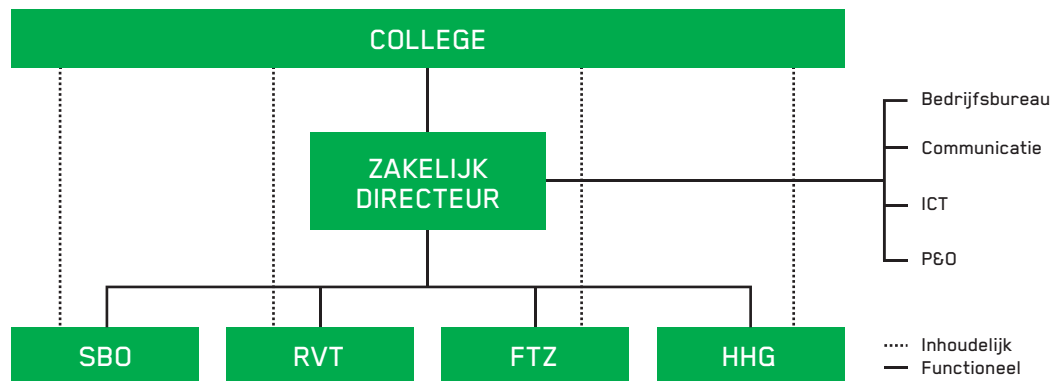 COLLEGE
ZAKELIJK
DIRECTEUR
Bedrijfsbureau
Communicatie
ICT
P&O
SBO
RVT
FTZ
HHG
Inhoudelijk
Functioneel